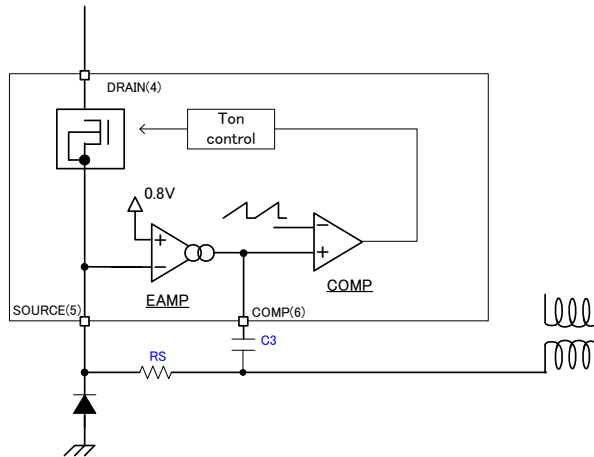 DRAIN(4)
Ton
control
0.8V
+
−
EAMP
−
+
COMP
SOURCE(5)
COMP(6)
C3
RS